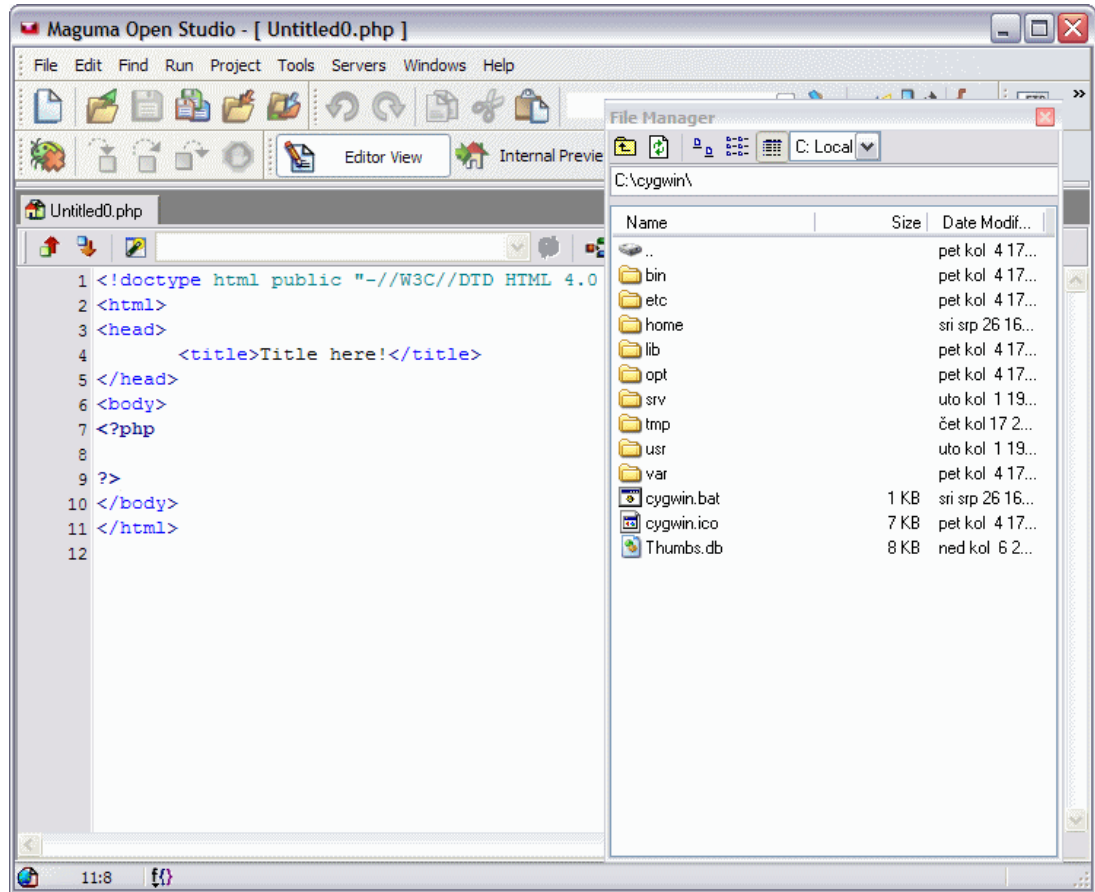 Maguma Open Studio - [ Untitled0.php ]
File Edit Find Run Project Tools Servers Windows Help
»
Editor View Internal Previe
Untitled0.php
1 <!doctype html public "-//W3C//DTD HTML 4.0
2 <html>
3 <head>
4 <title>Title here!</title>
5 </head>
6 <body>
7 <?php
8
9 ?>
10 </body>
11 </html>
12
11:8 f{}
File Manager
C: Local
C:\cygwin\
Name Size Date Modif...
.. pet kol 4 17...
bin pet kol 4 17...
etc pet kol 4 17...
home sri srp 26 16...
lib pet kol 4 17...
opt pet kol 4 17...
srv uto kol 1 19...
tmp čet kol 17 2...
usr uto kol 1 19...
var pet kol 4 17...
cygwin.bat 1 KB sri srp 26 16...
cygwin.ico 7 KB pet kol 4 17...
Thumbs.db 8 KB ned kol 6 2...